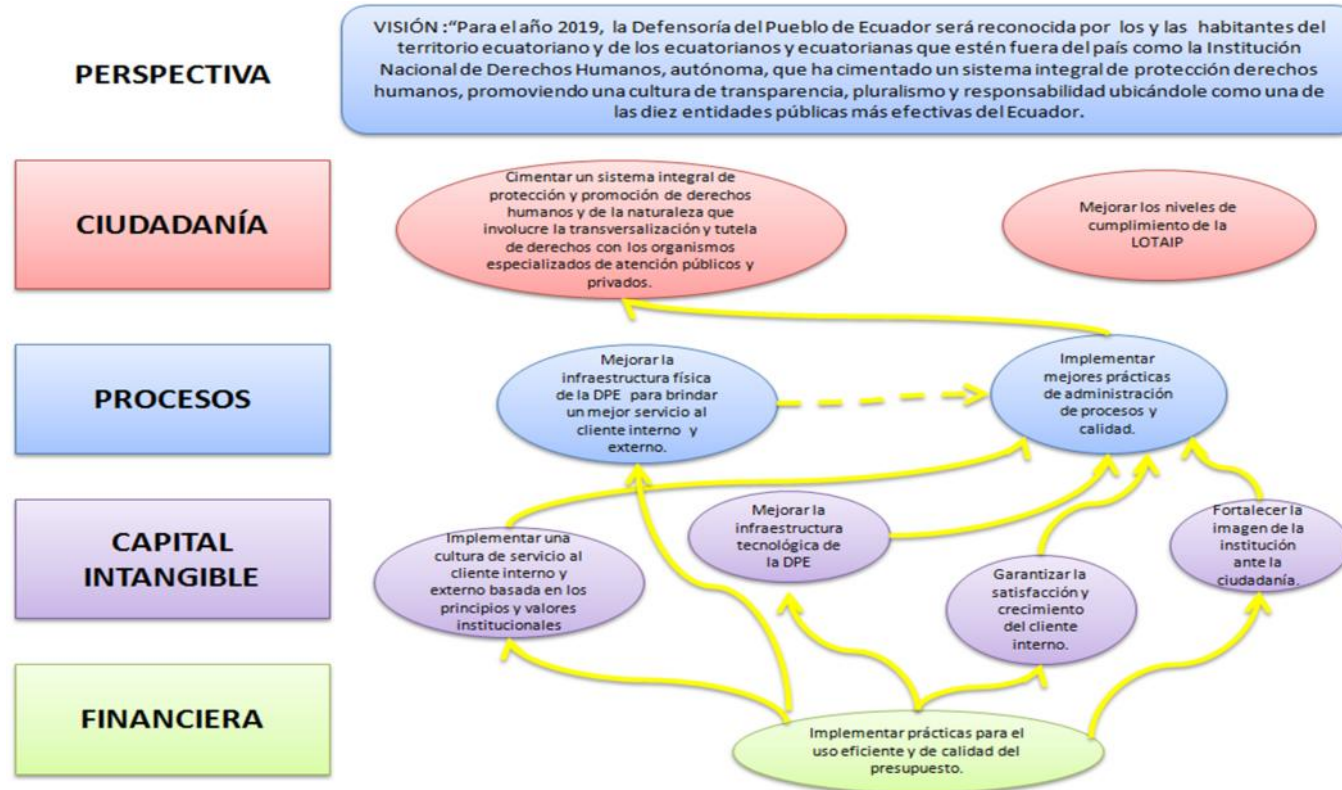 PERSPECTIVA
VISIÓN :“Para el año 2019, la Defensoría del Pueblo de Ecuador será reconocida por los y las habitantes del
territorio ecuatoriano y de los ecuatorianos y ecuatorianas que estén fuera del país como la Institución
Nacional de Derechos Humanos, autónoma, que ha cimentado un sistema integral de protección derechos
humanos, promoviendo una cultura de transparencia, pluralismo y responsabilidad ubicándole como una de
las diez entidades públicas más efectivas del Ecuador.
CIUDADANÍA
Cimentar un sistema integral de
protección y promoción de derechos
humanos y de la naturaleza que
involucre la transversalización y tutela
de derechos con los organismos
especializados de atención públicos y
privados.
Mejorar los niveles de
cumplimiento de la
LOTAIP
PROCESOS
Mejorar la
infraestructura física
de la DPE para brindar
un mejor servicio al
cliente interno y
externo.
Implementar
mejores prácticas
de administración
de procesos y
calidad.
CAPITAL
INTANGIBLE
Implementar una
cultura de servicio al
cliente interno y
externo basada en los
principios y valores
institucionales
Mejorar la
infraestructura
tecnológica de
la DPE
Garantizar la
satisfacción y
crecimiento
del cliente
interno.
Fortalecer la
imagen de la
institución
ante la
ciudadanía.
FINANCIERA
Implementar prácticas para el
uso eficiente y de calidad del
presupuesto.